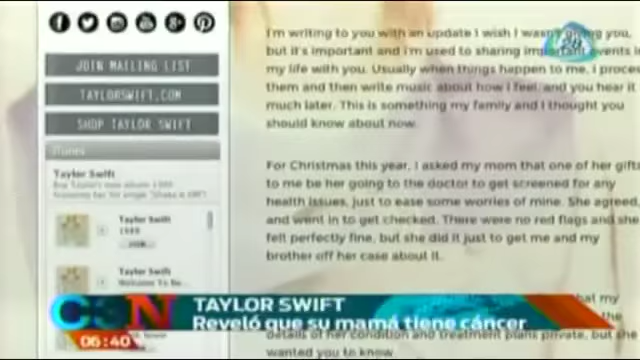 JOIN MAILING LIST
TAYLORSWIFT.COM
SHOP TAYLOR SWIFT
iTunes
Taylor Swift
Taylor Swift
1989
Taylor Swift
Welcome To Ne...
I'm writing to you with an update I wish I wasn't giving you,
but it's important and I'm used to sharing important events in
my life with you. Usually when things happen to me, I process
them and then write music about how I feel, and you hear it
much later. This is something my family and I thought you
should know about now.
For Christmas this year, I asked my mom that one of her gifts
to me be her going to the doctor to get screened for any
health issues, just to ease some worries of mine. She agreed,
and went in to get checked. There were no red flags and she
felt perfectly fine, but she did it just to get me and my
brother off her case about it.
that my
details of her condition and treatment plans private, but she
wanted you to know
C3N
TAYLOR SWIFT
Reveló que su mamá tiene cáncer
06:40